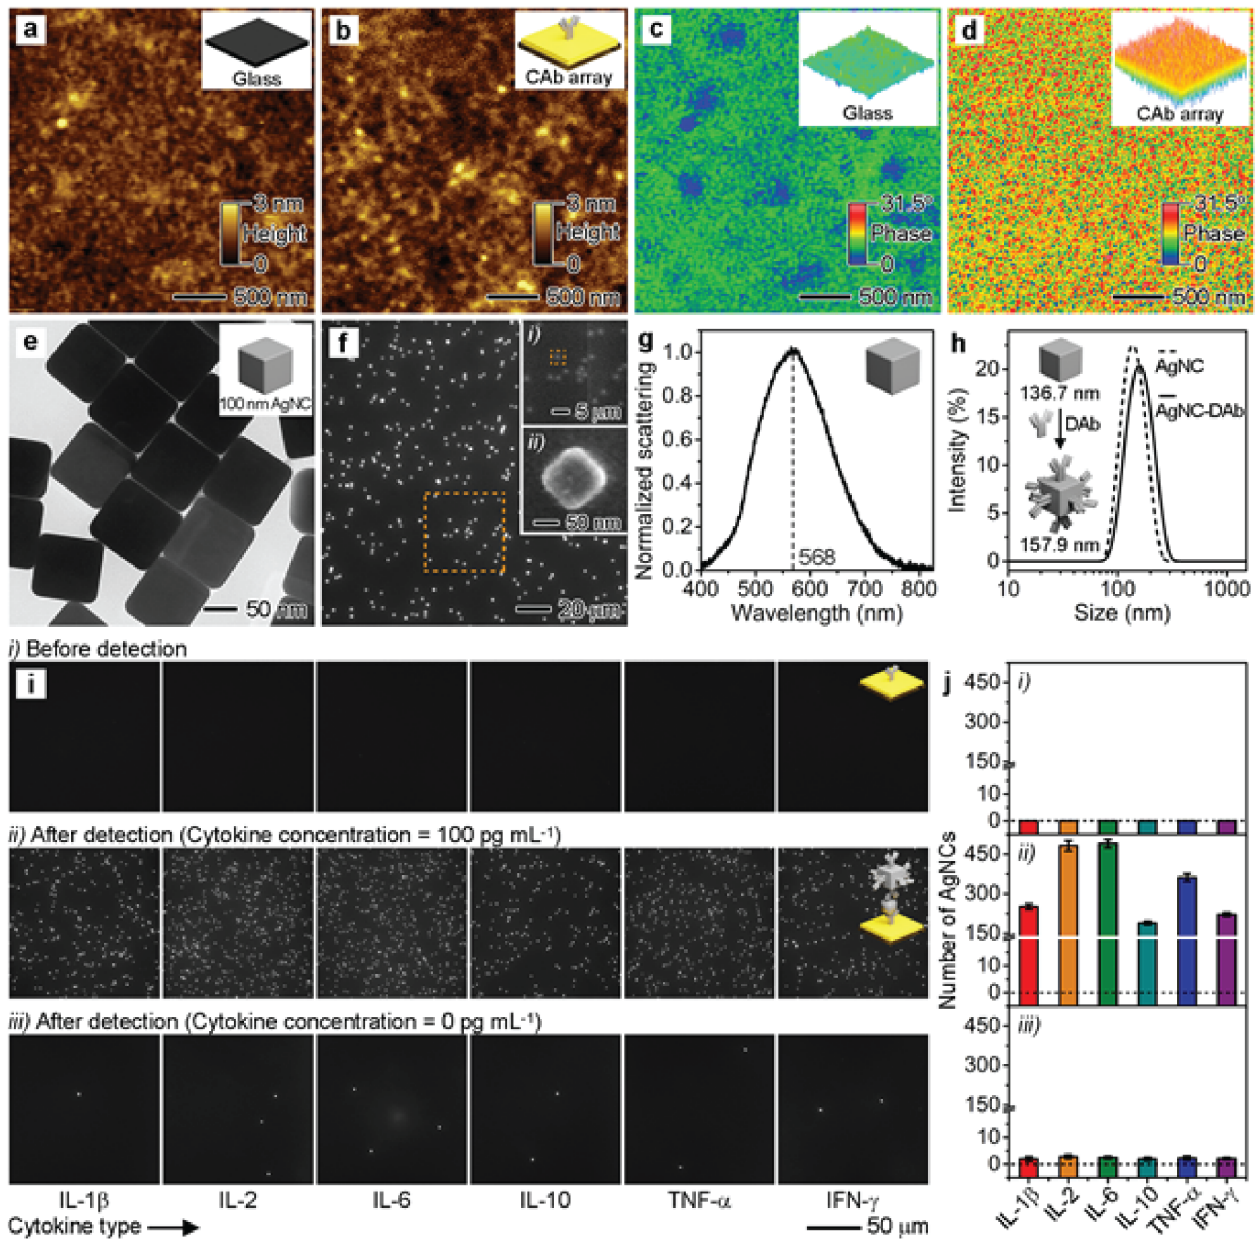 a
Glass
3 nm
Height
0
500 nm
b
CAb array
3 nm
Height
0
500 nm
c
Glass
31.5°
Phase
0
500 nm
d
CAb array
31.5°
Phase
0
500 nm
e
100 nm AgNC
50 nm
f
i)
5 µm
ii)
50 nm
20 µm
g
Normalized scattering
1.0
0.8
0.6
0.4
0.2
0.0
568
400 500 600 700 800
Wavelength (nm)
h
Intensity (%)
20
15
10
5
0
136.7 nm
DAb
157.9 nm
AgNC
AgNC-DAb
10 100 1000
Size (nm)
i) Before detection
i
ii) After detection (Cytokine concentration = 100 pg mL⁻¹)
iii) After detection (Cytokine concentration = 0 pg mL⁻¹)
IL-1β IL-2 IL-6 IL-10 TNF-α IFN-γ
Cytokine type
50 µm
j
Number of AgNCs
i)
450
300
150
10
0
ii)
450
300
150
10
0
iii)
450
300
150
10
0
IL-1β IL-2 IL-6 IL-10 TNF-α IFN-γ